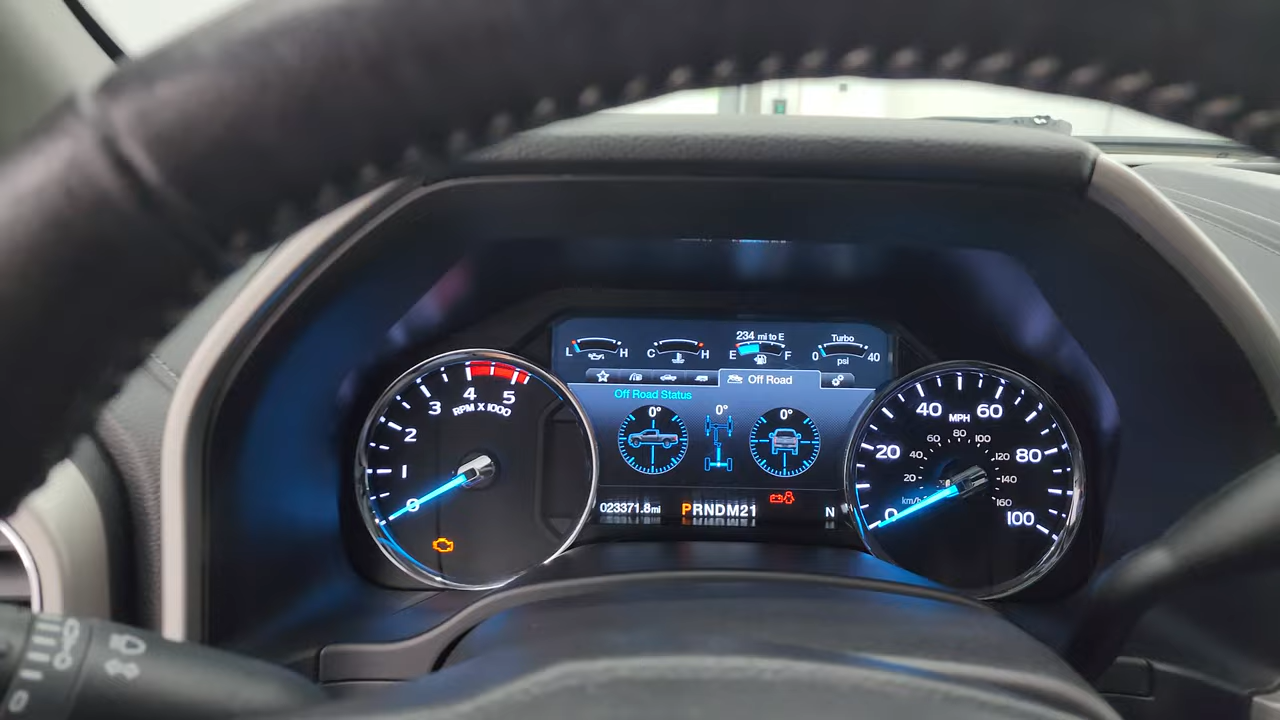 234 mi to E
Turbo
L H
C H
E F
0 40
psi
Off Road
Off Road Status
0° 0° 0°
023371.8mi
PRNDM21
N
0 1 2 3 4 5
RPM X 1000
0 20 40 60 80 100
MPH
20 40 60 80 100 120 140 160
km/h